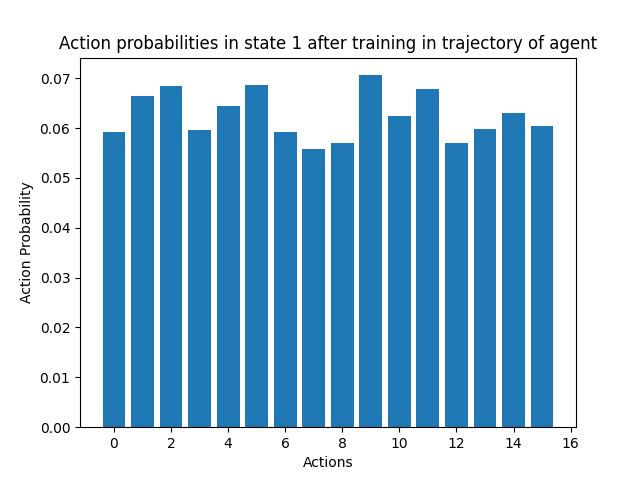 Action probabilities in state 1 after training in trajectory of agent
0.07
0.06
0.05
0.04
0.03
0.02
0.01
0.00
Action Probability
0 2 4 6 8 10 12 14 16
Actions